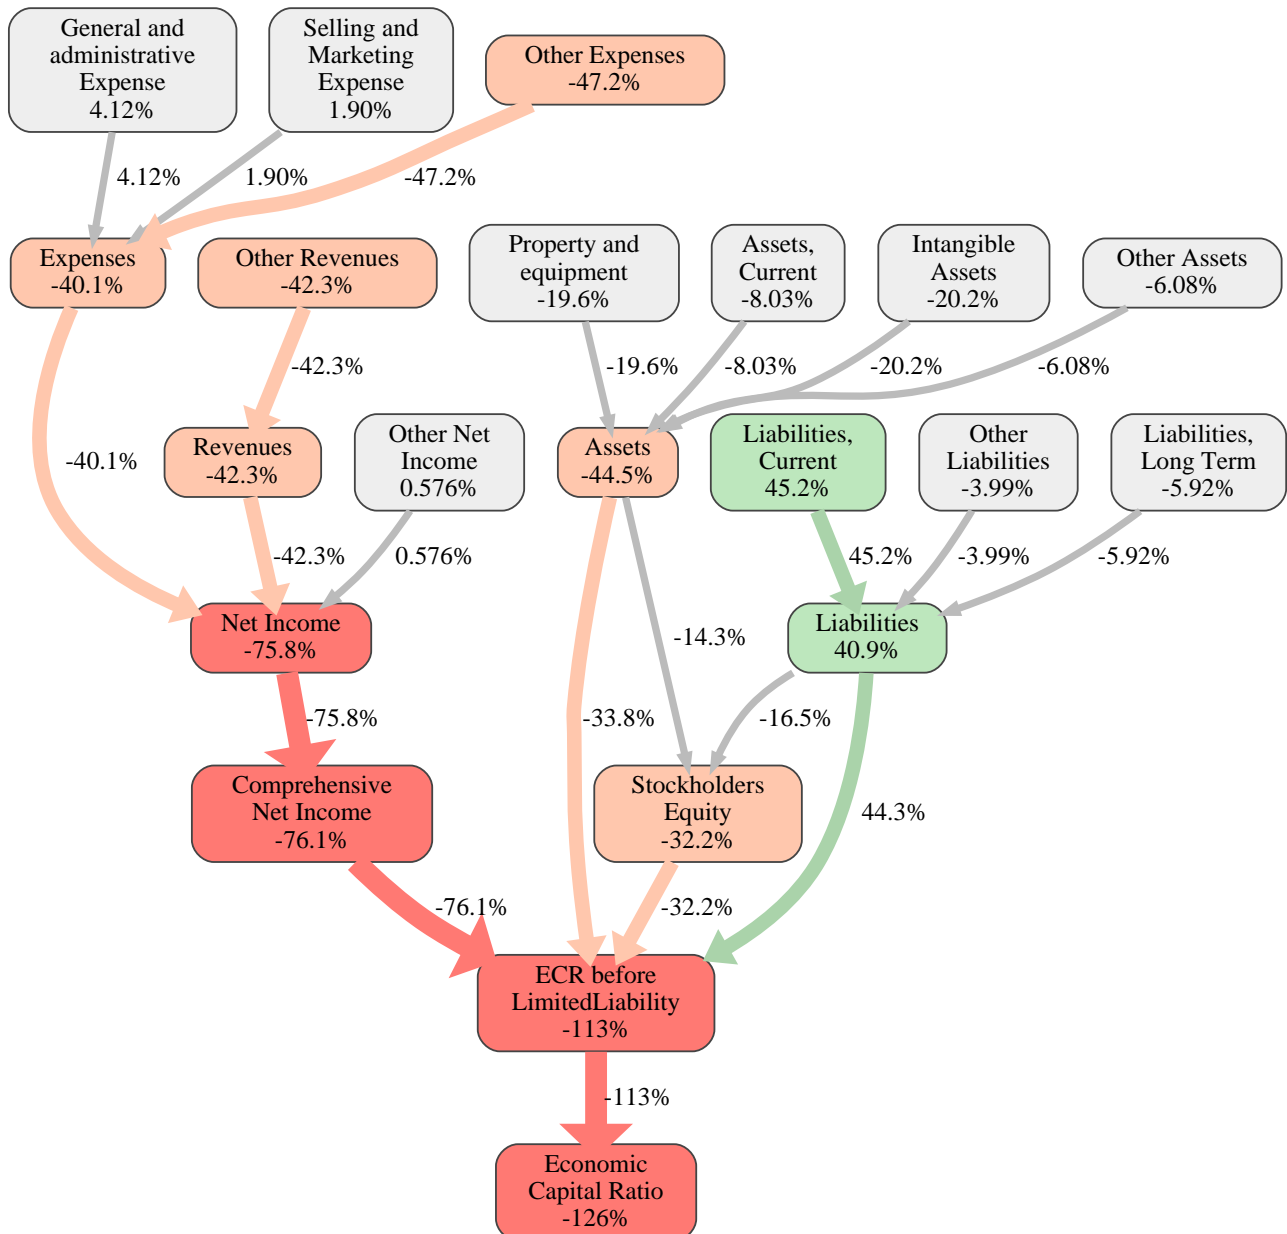 General and
administrative
Expense
4.12%
Selling and
Marketing
Expense
1.90%
Other Expenses
-47.2%
4.12%
1.90%
-47.2%
Expenses
-40.1%
Other Revenues
-42.3%
Property and
equipment
-19.6%
Assets,
Current
-8.03%
Intangible
Assets
-20.2%
Other Assets
-6.08%
-42.3%
-19.6%
-8.03%
-20.2%
-6.08%
-40.1%
Revenues
-42.3%
Other Net
Income
0.576%
Assets
-44.5%
Liabilities,
Current
45.2%
Other
Liabilities
-3.99%
Liabilities,
Long Term
-5.92%
-42.3%
0.576%
45.2%
-3.99%
-5.92%
Net Income
-75.8%
-14.3%
Liabilities
40.9%
-75.8%
-33.8%
-16.5%
Comprehensive
Net Income
-76.1%
Stockholders
Equity
-32.2%
44.3%
-76.1%
-32.2%
ECR before
LimitedLiability
-113%
-113%
Economic
Capital Ratio
-126%